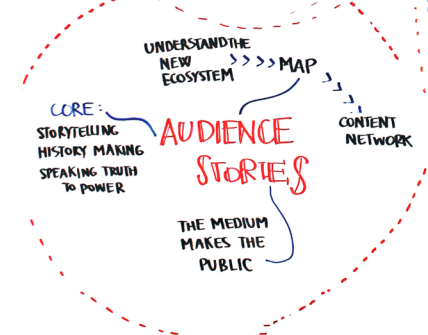 UNDERSTAND THE
NEW
ECOSYSTEM
MAP
CONTENT
NETWORK
CORE:
STORYTELLING
HISTORY MAKING
SPEAKING TRUTH
TO POWER
AUDIENCE
STORIES
THE MEDIUM
MAKES THE
PUBLIC